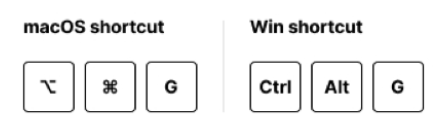 macOS shortcut
⌥ ⌘ G
Win shortcut
Ctrl Alt G